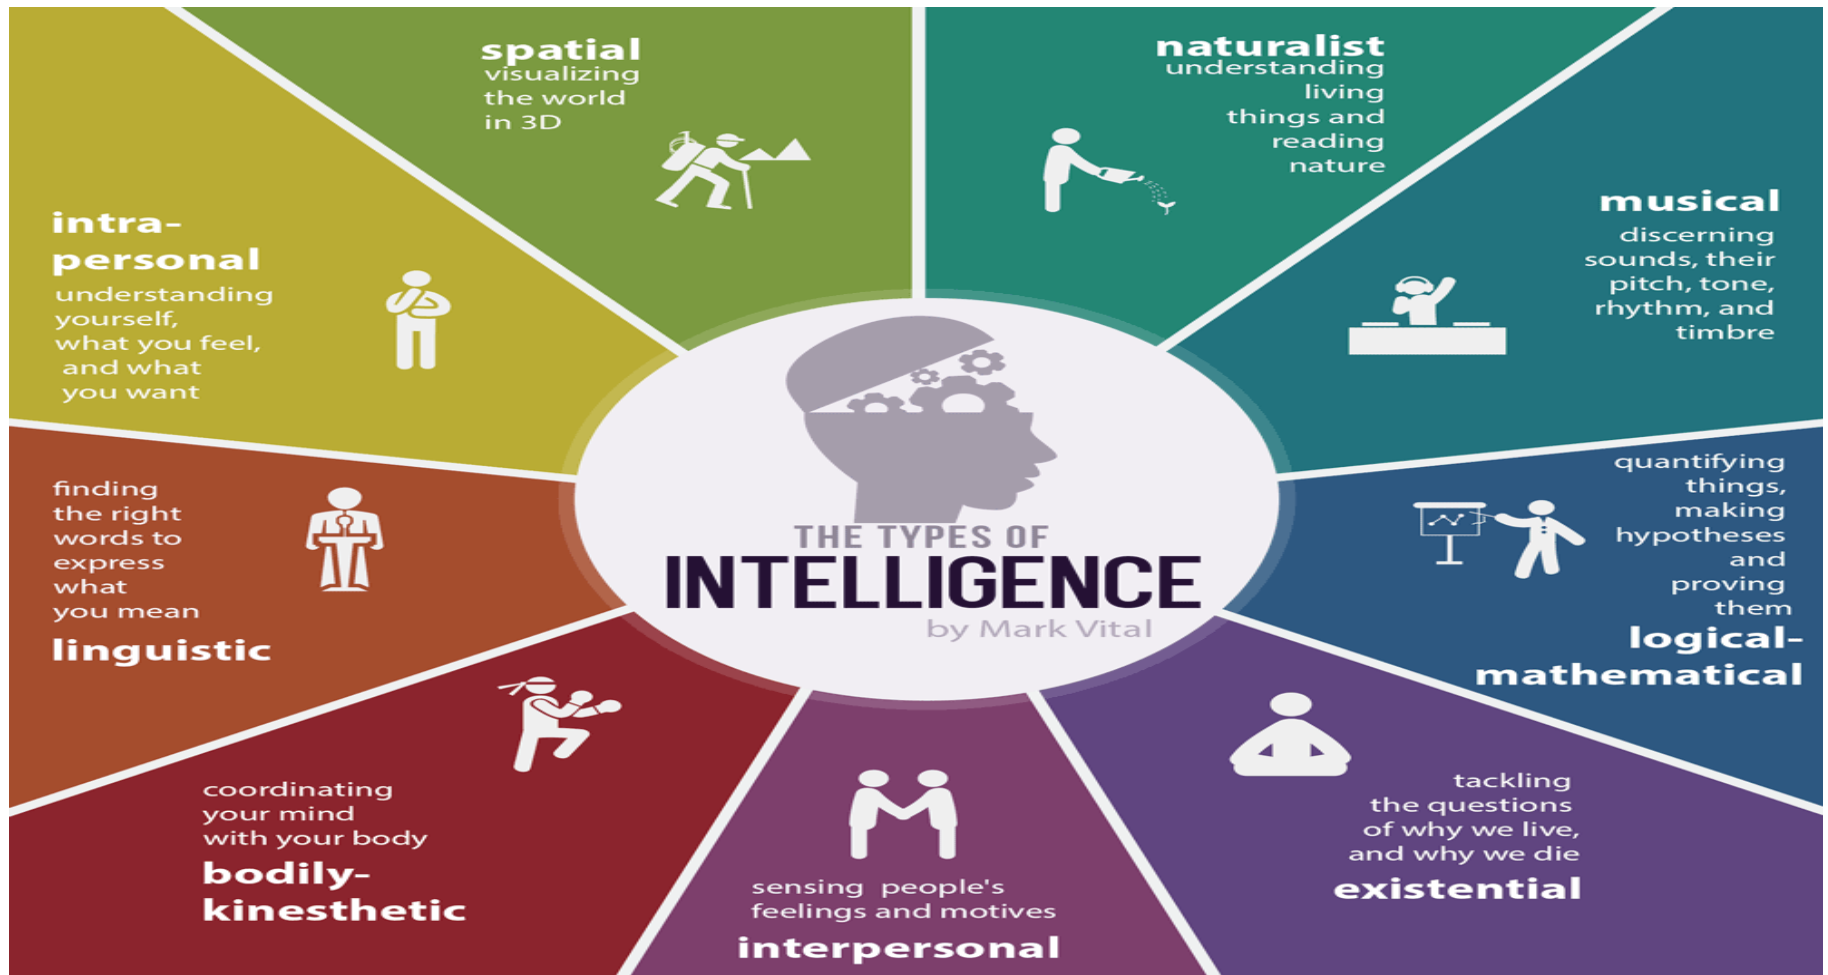 spatial
visualizing
the world
in 3D
naturalist
understanding
living
things and
reading
nature
musical
discerning
sounds, their
pitch, tone,
rhythm, and
timbre
intra-
personal
understanding
yourself,
what you feel,
and what
you want
finding
the right
words to
express
what
you mean
linguistic
THE TYPES OF
INTELLIGENCE
by Mark Vital
quantifying
things,
making
hypotheses
and
proving
them
logical-
mathematical
coordinating
your mind
with your body
bodily-
kinesthetic
sensing people's
feelings and motives
interpersonal
tackling
the questions
of why we live,
and why we die
existential